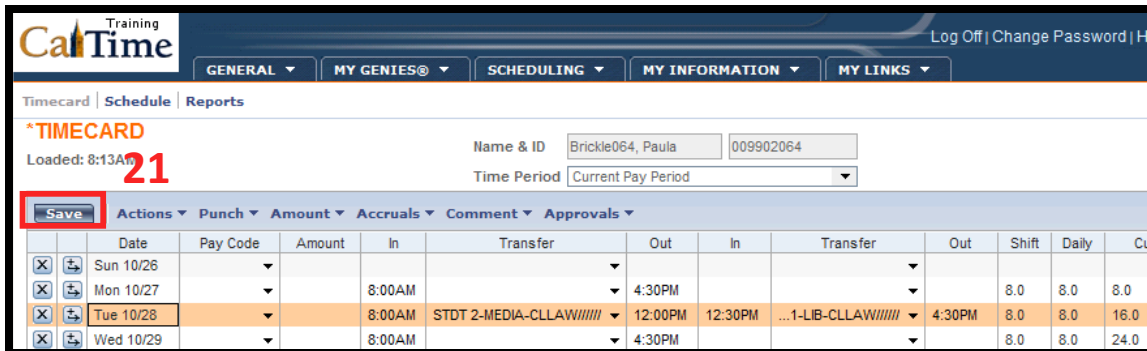 Training
CalTime
Log Off | Change Password | H
GENERAL MY GENIES® SCHEDULING MY INFORMATION MY LINKS
Timecard | Schedule | Reports
*TIMECARD
Name & ID Brickle064, Paula 009902064
Loaded: 8:13AM
21
Time Period Current Pay Period
Save Actions Punch Amount Accruals Comment Approvals
Date Pay Code Amount In Transfer Out In Transfer Out Shift Daily Cu
Sun 10/26
Mon 10/27 8:00AM 4:30PM 8.0 8.0 8.0
Tue 10/28 8:00AM STDT 2-MEDIA-CLLAW/////// 12:00PM 12:30PM ...1-LIB-CLLAW/////// 4:30PM 8.0 8.0 16.0
Wed 10/29 8:00AM 4:30PM 8.0 8.0 24.0